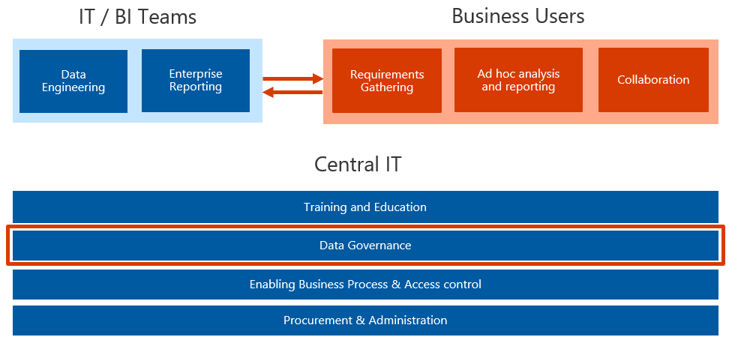 IT / BI Teams
Business Users
Data
Engineering
Enterprise
Reporting
Requirements
Gathering
Ad hoc analysis
and reporting
Collaboration
Central IT
Training and Education
Data Governance
Enabling Business Process & Access control
Procurement & Administration